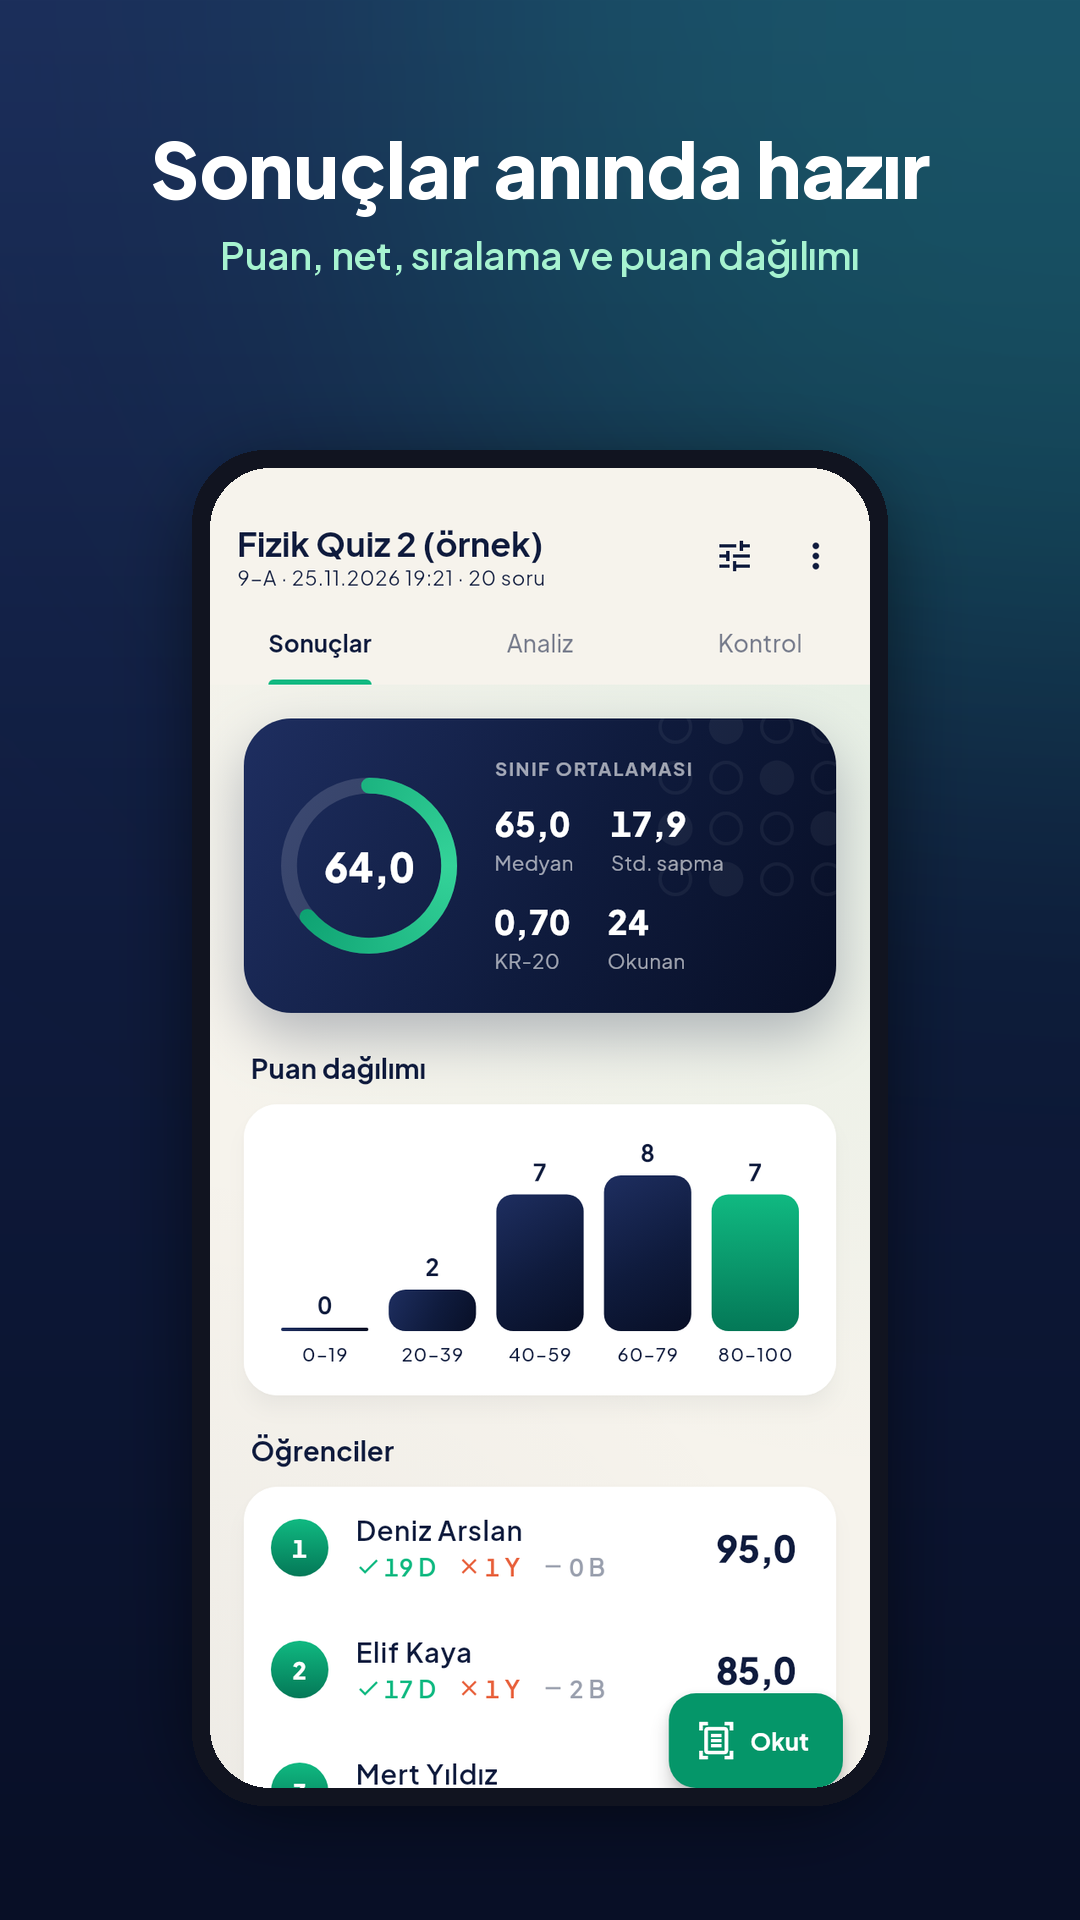 Sonuçlar anında hazır
Puan, net, sıralama ve puan dağılımı
Fizik Quiz 2 (örnek)
9-A · 25.11.2026 19:21 · 20 soru
Sonuçlar Analiz Kontrol
SINIF ORTALAMASI
64,0
65,0 17,9
Medyan Std. sapma
0,70 24
KR-20 Okunan
Puan dağılımı
0 2 7 8 7
0-19 20-39 40-59 60-79 80-100
Öğrenciler
1 Deniz Arslan 95,0
19 D 1 Y 0 B
2 Elif Kaya 85,0
17 D 1 Y 2 B
Mert Yıldız
Okut